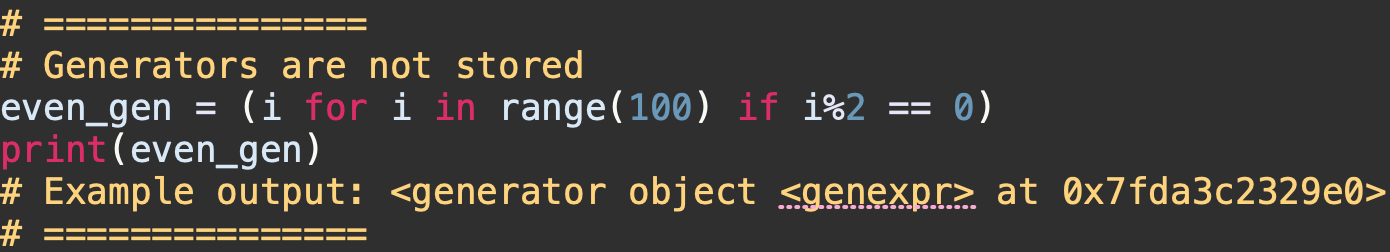 # ===============
# Generators are not stored
even_gen = (i for i in range(100) if i%2 == 0)
print(even_gen)
# Example output: <generator object <genexpr> at 0x7fda3c2329e0>
# ===============